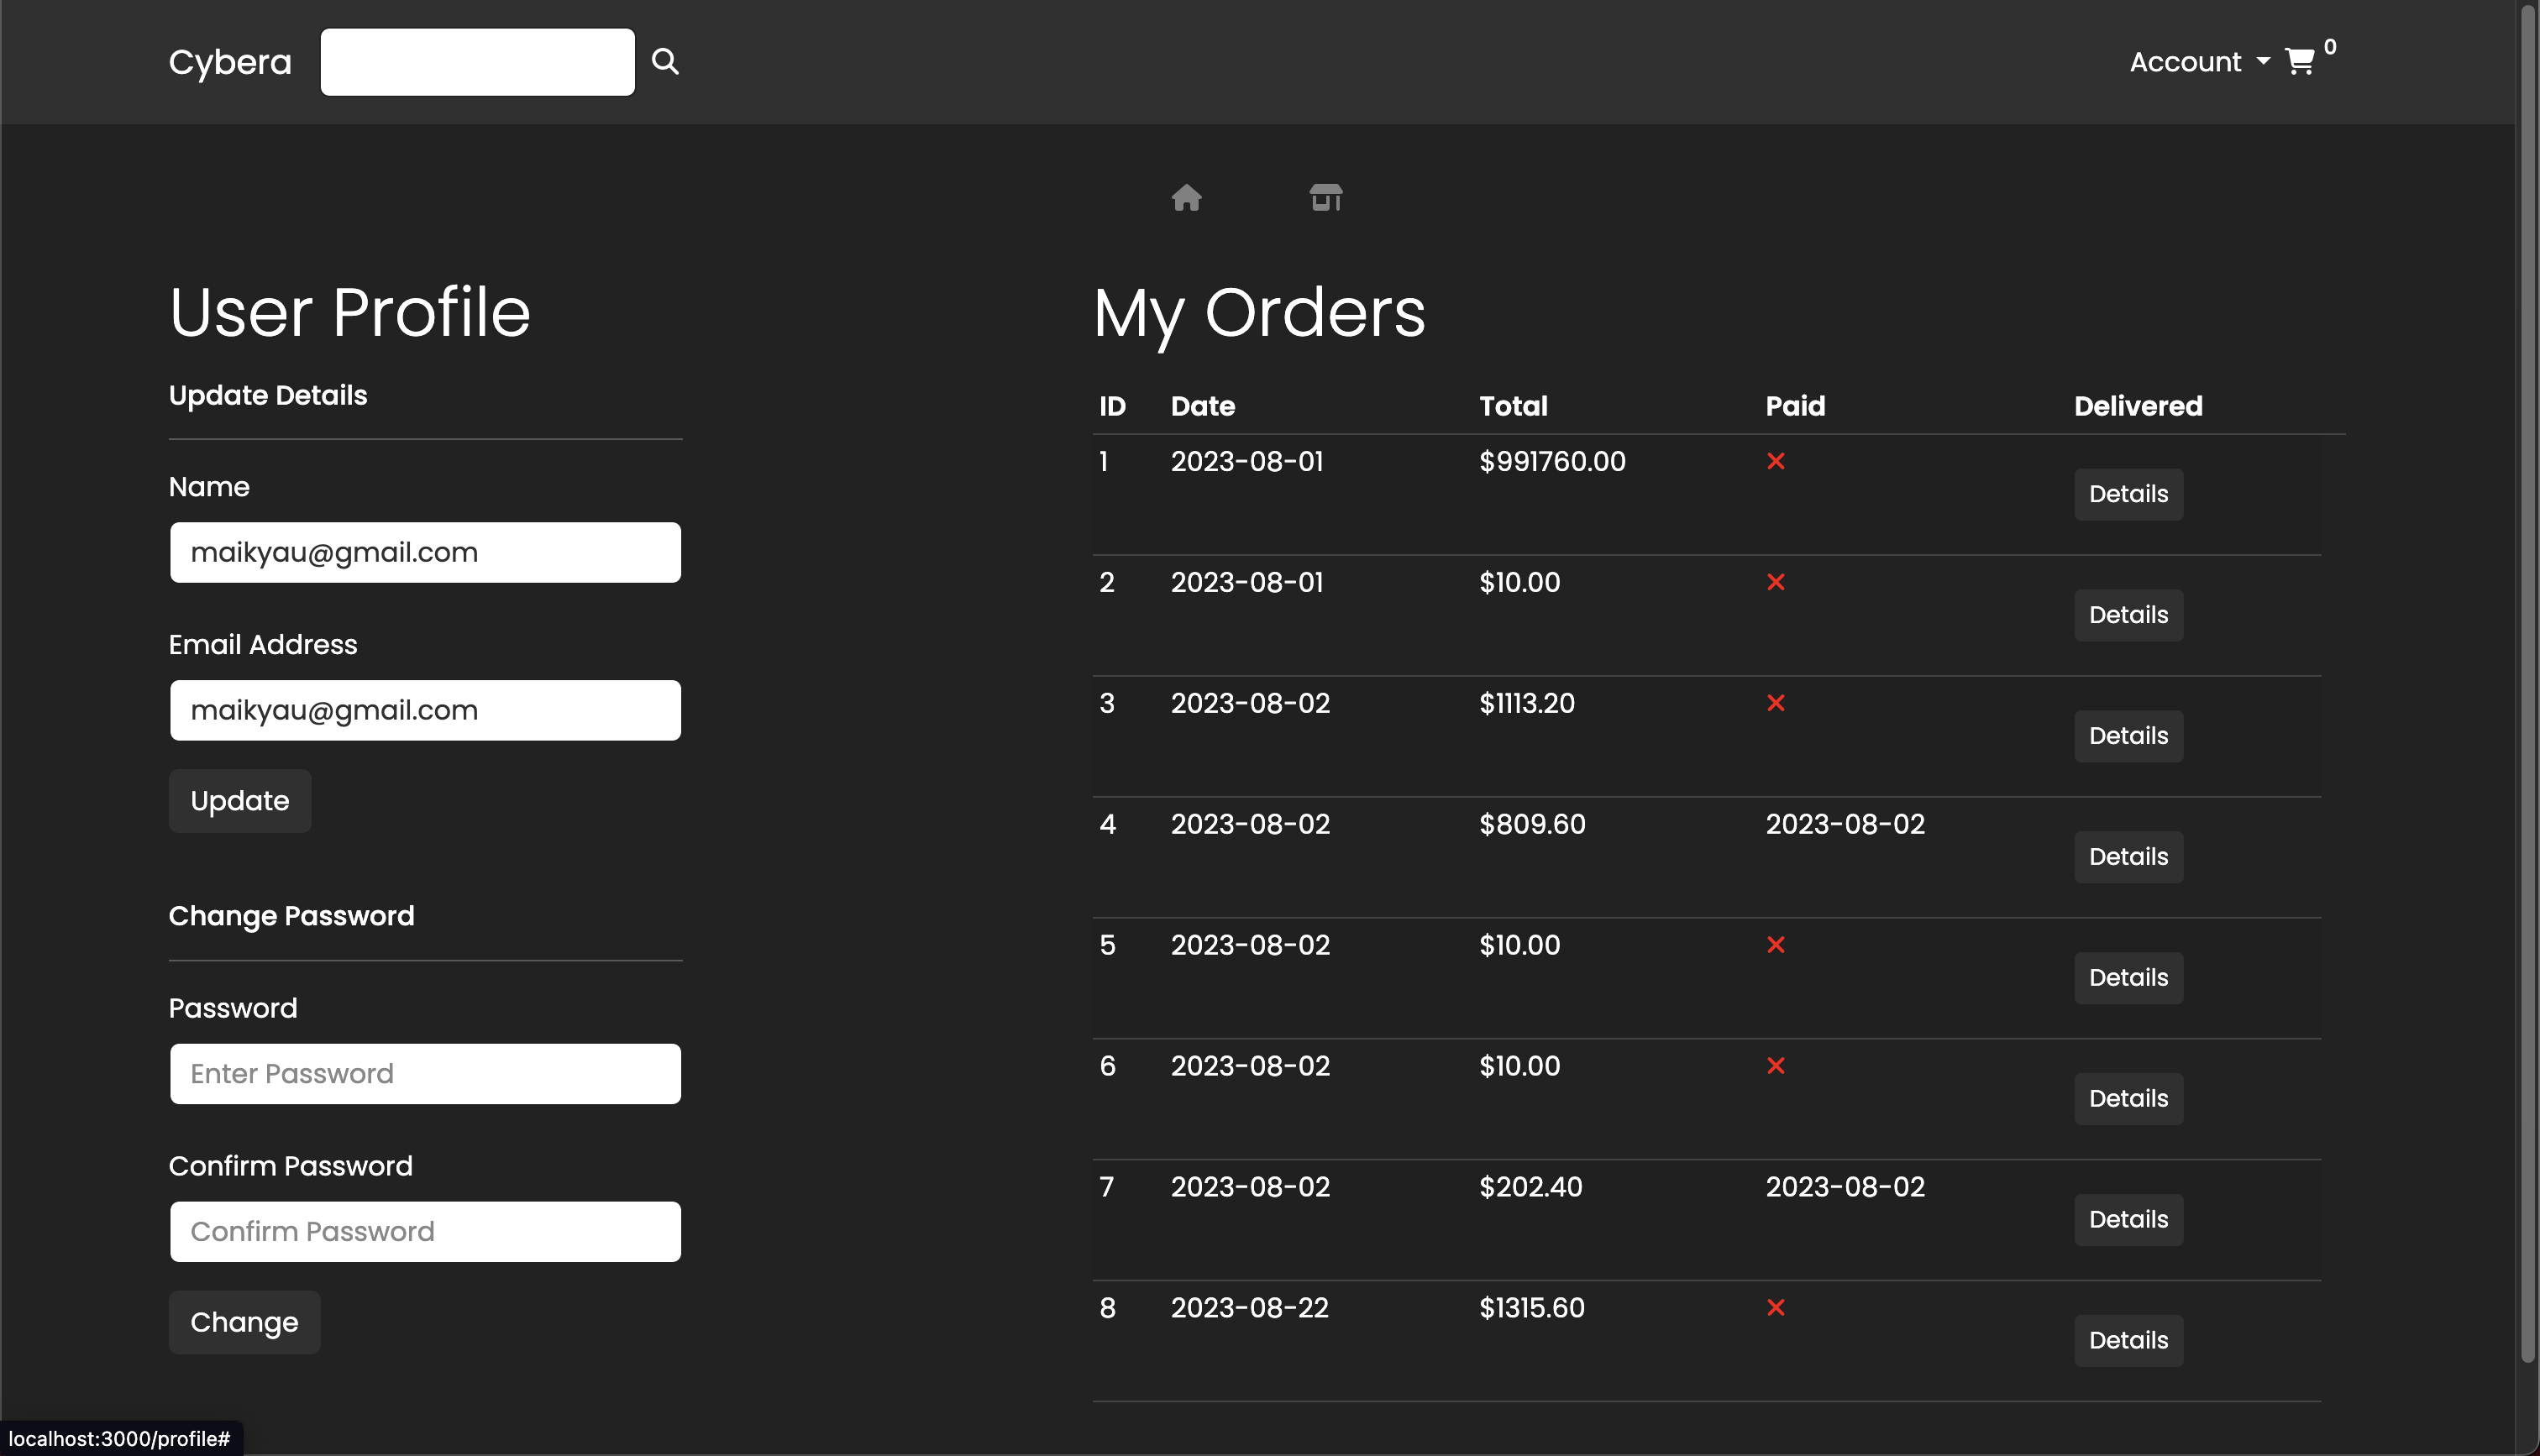 Cybera
Account 0
User Profile
Update Details
Name
maikyau@gmail.com
Email Address
maikyau@gmail.com
Update
Change Password
Password
Enter Password
Confirm Password
Confirm Password
Change
My Orders
ID Date Total Paid Delivered
1 2023-08-01 $991760.00 Details
2 2023-08-01 $10.00 Details
3 2023-08-02 $1113.20 Details
4 2023-08-02 $809.60 2023-08-02 Details
5 2023-08-02 $10.00 Details
6 2023-08-02 $10.00 Details
7 2023-08-02 $202.40 2023-08-02 Details
8 2023-08-22 $1315.60 Details
localhost:3000/profile#